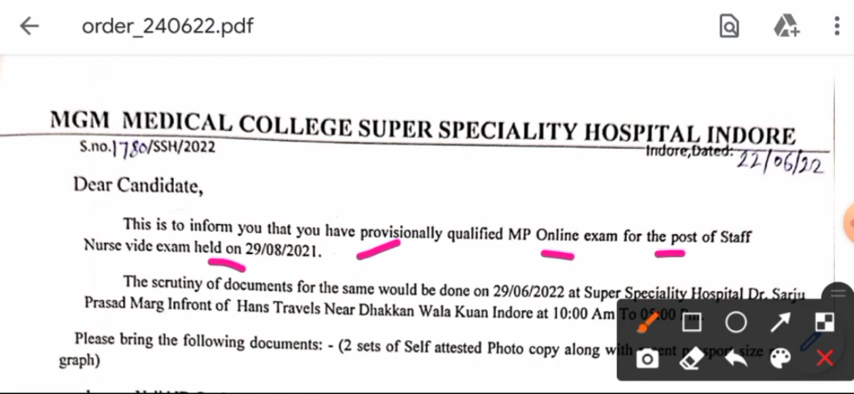 order_240622.pdf
MGM MEDICAL COLLEGE SUPER SPECIALITY HOSPITAL INDORE
S.no.1780/SSH/2022
Indore,Dated: 22/06/22
Dear Candidate,
This is to inform you that you have provisionally qualified MP Online exam for the post of Staff
Nurse vide exam held on 29/08/2021.
The scrutiny of documents for the same would be done on 29/06/2022 at Super Speciality Hospital Dr. Sarju
Prasad Marg Infront of Hans Travels Near Dhakkan Wala Kuan Indore at 10:00 Am To
Please bring the following documents: - (2 sets of Self attested Photo copy along with size
graph)